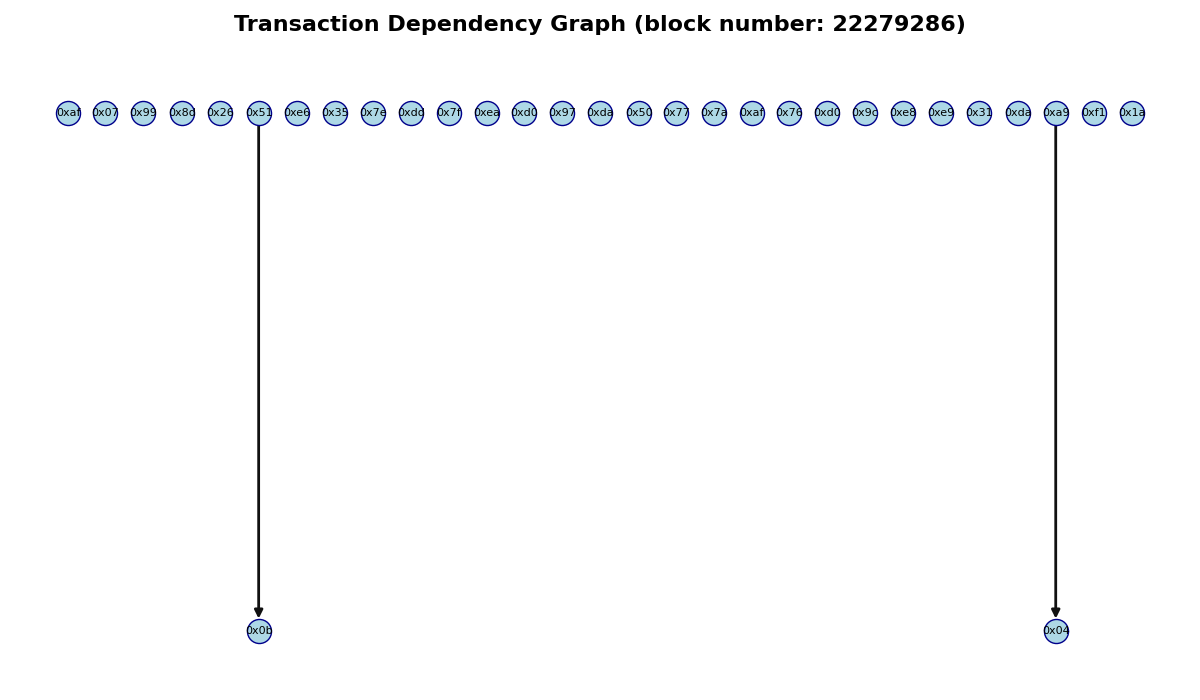 Transaction Dependency Graph (block number: 22279286)
0xaf 0x07 0x99 0x8d 0x26 0x51 0xe6 0x35 0x7e 0xdd 0x7f 0xea 0xd0 0x97 0xda 0x50 0x77 0x7a 0xaf 0x76 0xd0 0x9c 0xe8 0xe9 0x31 0xda 0xa9 0xf1 0x1a
0x0b 0x04